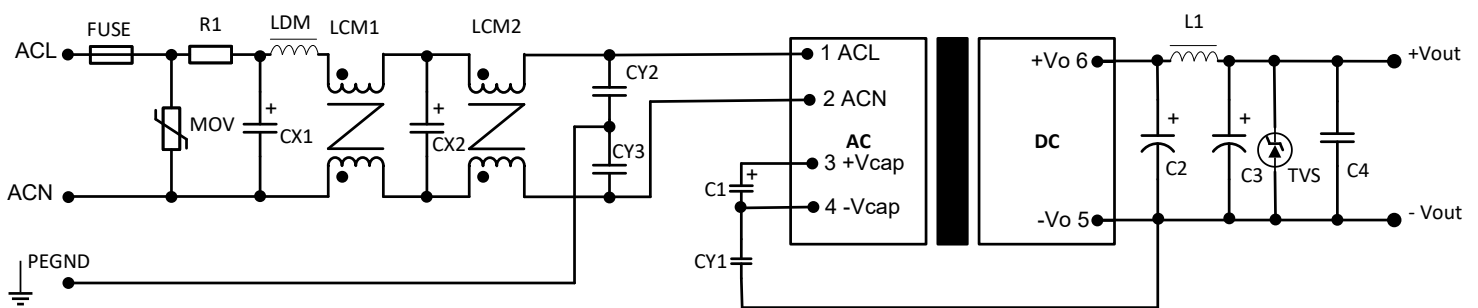 FUSE
R1
LDM
LCM1
LCM2
L1
ACL
1 ACL
+Vo 6
+Vout
CY2
2 ACN
MOV
+
CX1
+
CX2
AC
DC
+
C2
+
C3
TVS
C4
CY3
3 +Vcap
C1
+
ACN
4 -Vcap
-Vo 5
- Vout
PEGND
CY1